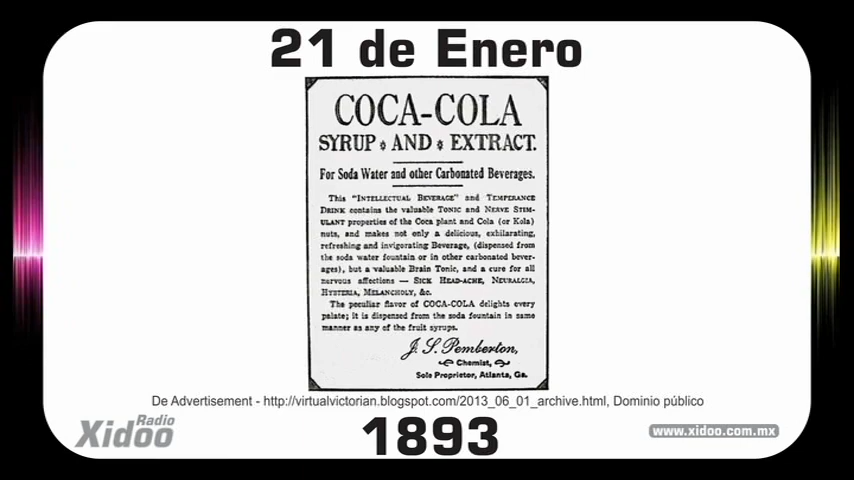 21 de Enero
COCA-COLA
SYRUP * AND * EXTRACT.
For Soda Water and other Carbonated Beverages.
This "INTELLECTUAL BEVERAGE" and TEMPERANCE
DRINK contains the valuable TONIC and NERVE STIM-
ULANT properties of the Coca plant and Cola (or Kola)
nuts, and makes not only a delicious, exhilarating,
refreshing and invigorating Beverage, (dispensed from
the soda water fountain or in other carbonated bever-
ages), but a valuable Brain Tonic, and a cure for all
nervous affections — SICK HEAD-ACHE, NEURALGIA,
HYSTERIA, MELANCHOLY, &c.
The peculiar flavor of COCA-COLA delights every
palate; it is dispensed from the soda fountain in same
manner as any of the fruit syrups.
J. S. Pemberton,
Chemist,
Sole Proprietor, Atlanta, Ga.
De Advertisement - http://virtualvictorian.blogspot.com/2013_06_01_archive.html, Dominio público
Radio
Xidoo
1893
www.xidoo.com.mx